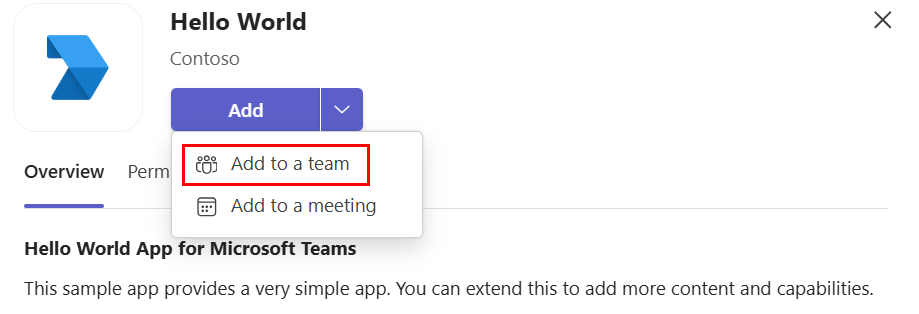 Hello World
Contoso
Add
Add to a team
Overview Perm
Add to a meeting
Hello World App for Microsoft Teams
This sample app provides a very simple app. You can extend this to add more content and capabilities.